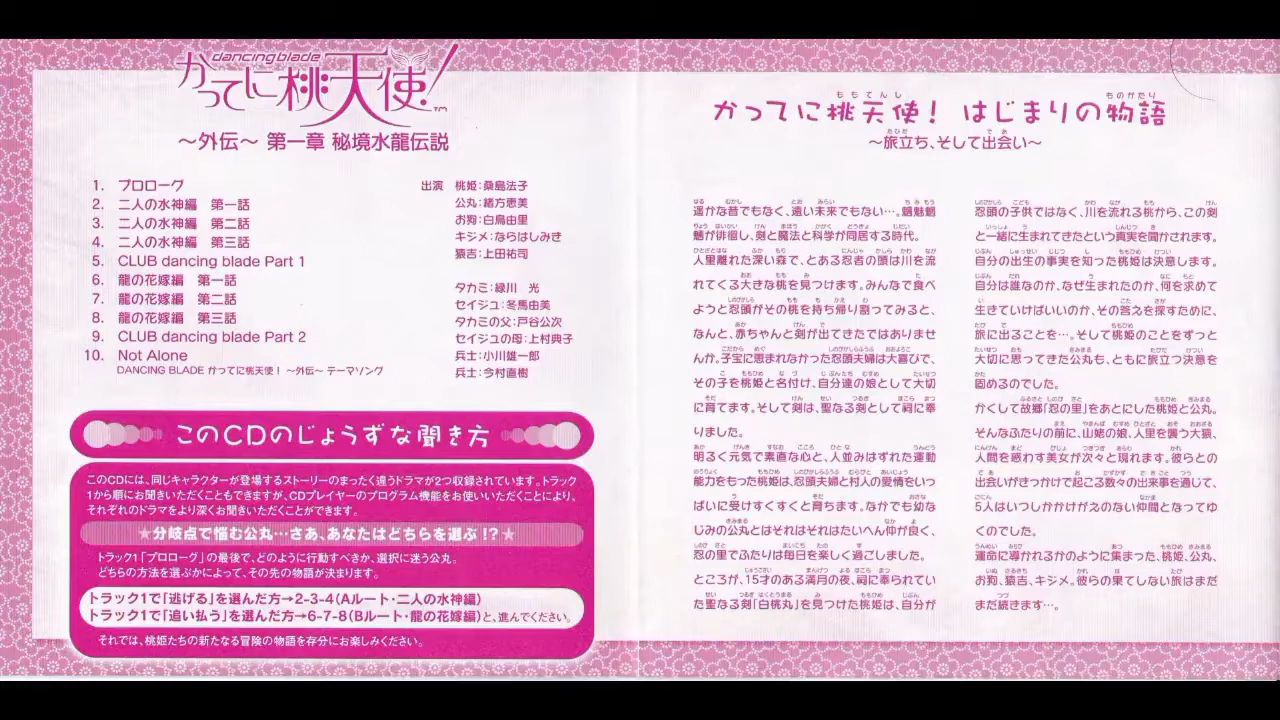 dancing blade
かってに桃天使！™
～外伝～ 第一章 秘境水龍伝説
1. プロローグ
2. 二人の水神編　第一話
3. 二人の水神編　第二話
4. 二人の水神編　第三話
5. CLUB dancing blade Part 1
6. 龍の花嫁編　第一話
7. 龍の花嫁編　第二話
8. 龍の花嫁編　第三話
9. CLUB dancing blade Part 2
10. Not Alone
DANCING BLADE かってに桃天使！ ～外伝～ テーマソング
出演　桃姫：桑島法子
公丸：緒方恵美
お狗：白鳥由里
キジメ：ならはしみき
猿吉：上田祐司
タカミ：緑川　光
セイジュ：冬馬由美
タカミの父：戸谷公次
セイジュの母：上村典子
兵士：小川雄一郎
兵士：今村直樹
このCDのじょうずな聞き方
このCDには、同じキャラクターが登場するストーリーのまったく違うドラマが2つ収録されています。トラック
1から順にお聞きいただくこともできますが、CDプレイヤーのプログラム機能をお使いいただくことにより、
それぞれのドラマをより深くお聞きいただくことができます。
★分岐点で悩む公丸…さあ、あなたはどちらを選ぶ！？★
トラック1「プロローグ」の最後で、どのように行動すべきか、選択に迷う公丸。
どちらの方法を選ぶかによって、その先の物語が決まります。
トラック1で「逃げる」を選んだ方→2-3-4（Aルート・二人の水神編）
トラック1で「追い払う」を選んだ方→6-7-8（Bルート・龍の花嫁編）と、進んでください。
それでは、桃姫たちの新たなる冒険の物語を存分にお楽しみください。
かってに桃天使！ はじまりの物語
～旅立ち、そして出会い～
遥かな昔でもなく、遠い未来でもない…。魑魅魍
魎が俳徊し、剣と魔法と科学が同居する時代。
人里離れた深い森で、とある忍者の頭は川を流
れてくる大きな桃を見つけます。みんなで食べ
ようと忍頭がその桃を持ち帰り割ってみると、
なんと、赤ちゃんと剣が出てきたではありませ
んか。子宝に恵まれなかった忍頭夫婦は大喜びで、
その子を桃姫と名付け、自分達の娘として大切
に育てます。そして剣は、聖なる剣として祠に奉
りました。
明るく元気で素直な心と、人並みはずれた運動
能力をもった桃姫は、忍頭夫婦と村人の愛情をいっ
ぱいに受けすくすくと育ちます。なかでも幼な
じみの公丸とはそれはそれはたいへん仲が良く、
忍の里でふたりは毎日を楽しく過ごしました。
ところが、15才のある満月の夜、祠に奉られてい
た聖なる剣「白桃丸」を見つけた桃姫は、自分が
忍頭の子供ではなく、川を流れる桃から、この剣
と一緒に生まれてきたという真実を聞かされます。
自分の出生の事実を知った桃姫は決意します。
自分は誰なのか、なぜ生まれたのか、何を求めて
生きていけばいいのか、その答えを探すために、
旅に出ることを…。そして桃姫のことをずっと
大切に思ってきた公丸も、ともに旅立つ決意を
固めるのでした。
かくして故郷「忍の里」をあとにした桃姫と公丸。
そんなふたりの前に、山姥の娘、人里を襲う大猿、
人間を惑わす美女が次々と現れます。彼らとの
出会いがきっかけで起こる数々の出来事を通じて、
5人はいつしかかけがえのない仲間となってゆ
くのでした。
運命に導かれるかのように集まった、桃姫、公丸、
お狗、猿吉、キジメ。彼らの果てしない旅はまだ
まだ続きます…。